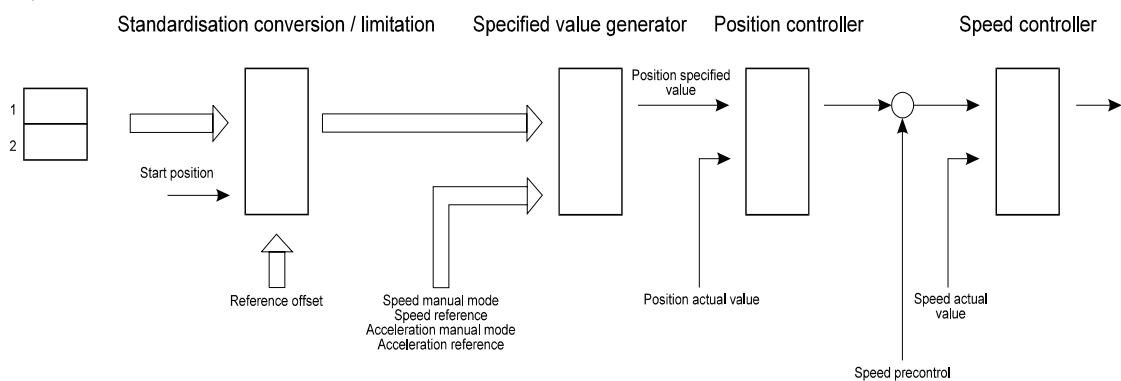 Standardisation conversion / limitation
Specified value generator
Position controller
Speed controller
1
2
Start position
Reference offset
Speed manual mode
Speed reference
Acceleration manual mode
Acceleration reference
Position specified
value
Position actual value
Speed actual
value
Speed precontrol